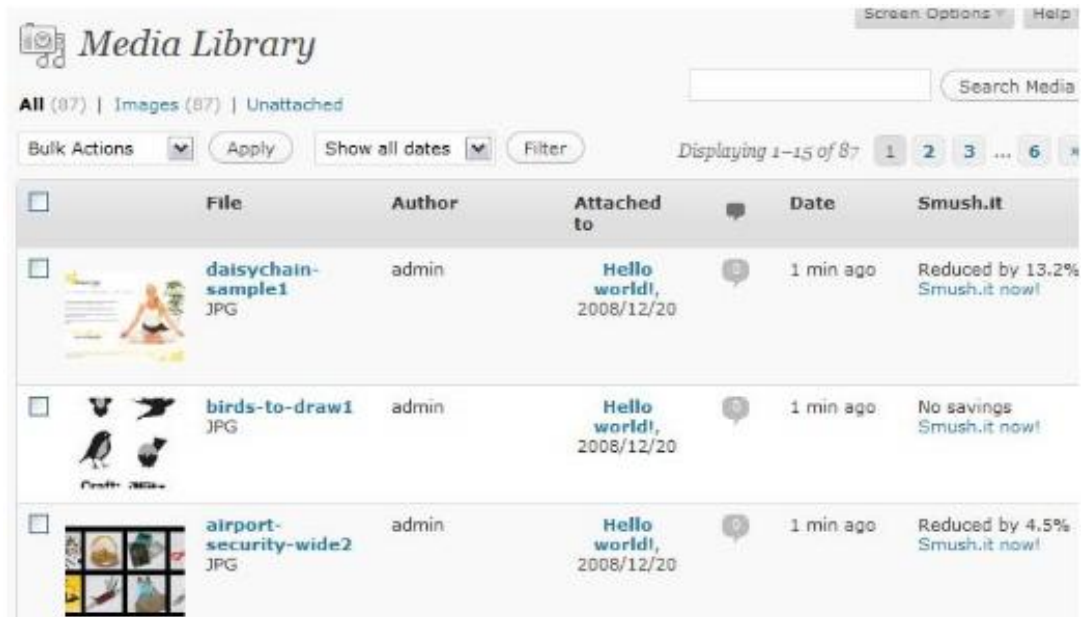 Screen Options Help
Media Library
Search Media
All (87) | Images (87) | Unattached
Bulk Actions Apply Show all dates Filter Displaying 1–15 of 87 1 2 3 ... 6 »
File Author Attached to Date Smush.it
daisychain-sample1
JPG
admin
Hello world!,
2008/12/20
0
1 min ago
Reduced by 13.2%
Smush.it now!
birds-to-draw1
JPG
admin
Hello world!,
2008/12/20
0
1 min ago
No savings
Smush.it now!
airport-security-wide2
JPG
admin
Hello world!,
2008/12/20
0
1 min ago
Reduced by 4.5%
Smush.it now!